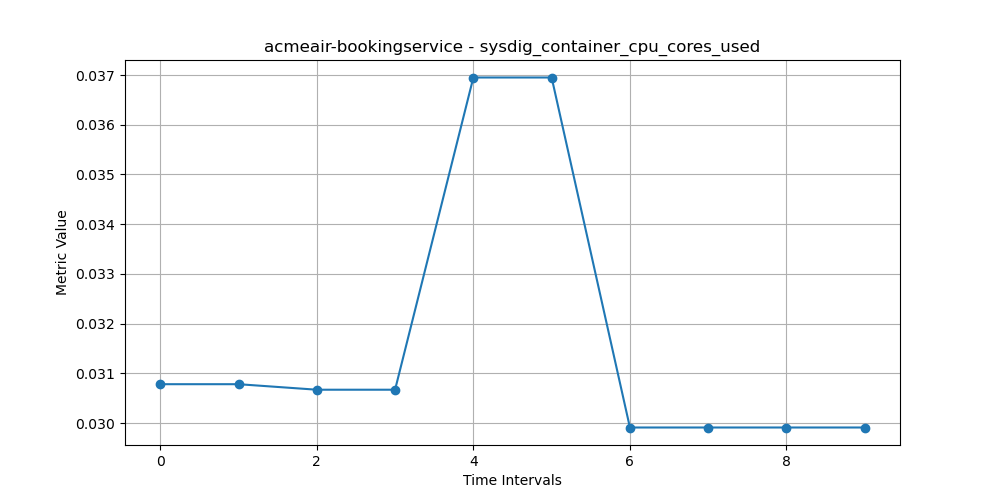 acmeair-bookingservice - sysdig_container_cpu_cores_used
0.037
0.036
0.035
0.034
0.033
0.032
0.031
0.030
Metric Value
0 2 4 6 8
Time Intervals